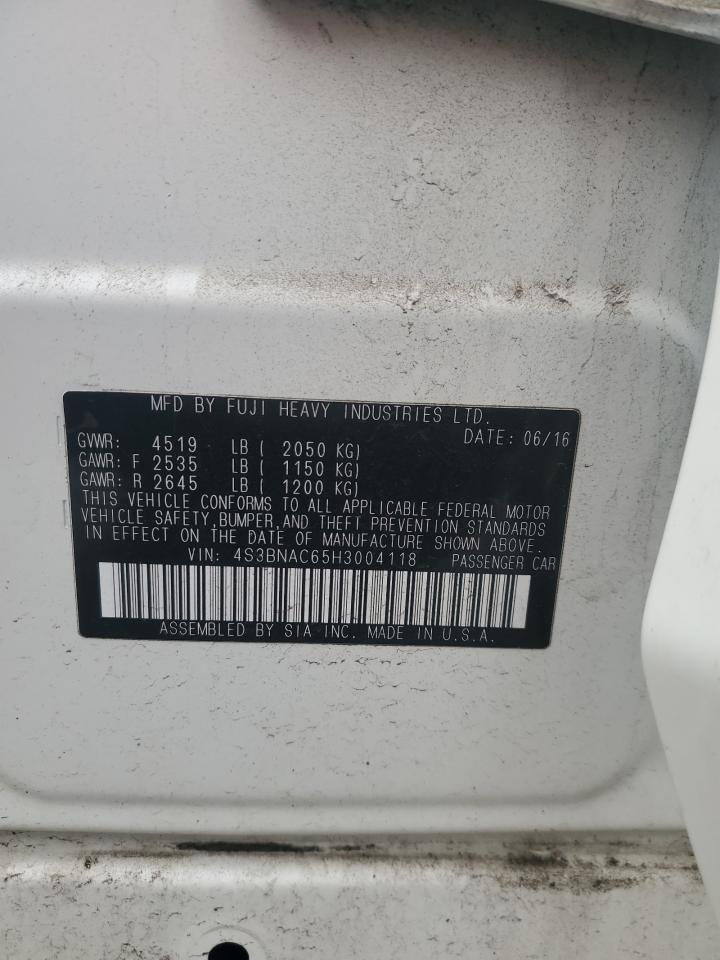 MFD BY FUJI HEAVY INDUSTRIES LTD.
DATE: 06/16
GVWR: 4519 LB ( 2050 KG)
GAWR: F 2535 LB ( 1150 KG)
GAWR: R 2645 LB ( 1200 KG)
THIS VEHICLE CONFORMS TO ALL APPLICABLE FEDERAL MOTOR
VEHICLE SAFETY, BUMPER, AND THEFT PREVENTION STANDARDS
IN EFFECT ON THE DATE OF MANUFACTURE SHOWN ABOVE.
VIN: 4S3BNAC65H3004118 PASSENGER CAR
ASSEMBLED BY SIA INC. MADE IN U.S.A.